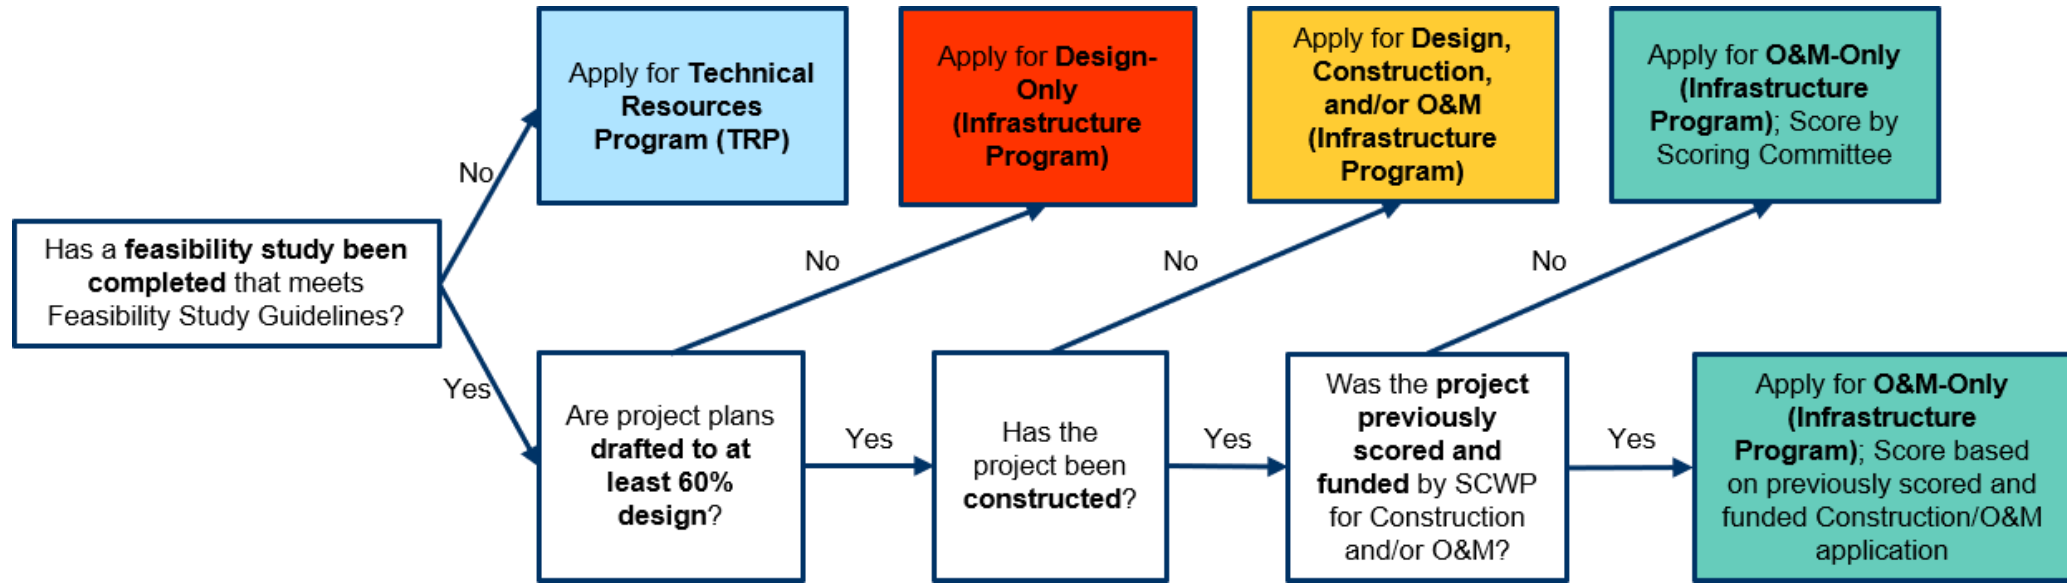 Apply for Technical
Resources
Program (TRP)
Apply for Design-
Only
(Infrastructure
Program)
Apply for Design,
Construction,
and/or O&M
(Infrastructure
Program)
Apply for O&M-Only
(Infrastructure
Program); Score by
Scoring Committee
No
Has a feasibility study been
completed that meets
Feasibility Study Guidelines?
No
No
No
Yes
Are project plans
drafted to at
least 60%
design?
Yes
Has the
project been
constructed?
Yes
Was the project
previously
scored and
funded by SCWP
for Construction
and/or O&M?
Yes
Apply for O&M-Only
(Infrastructure
Program); Score based
on previously scored and
funded Construction/O&M
application